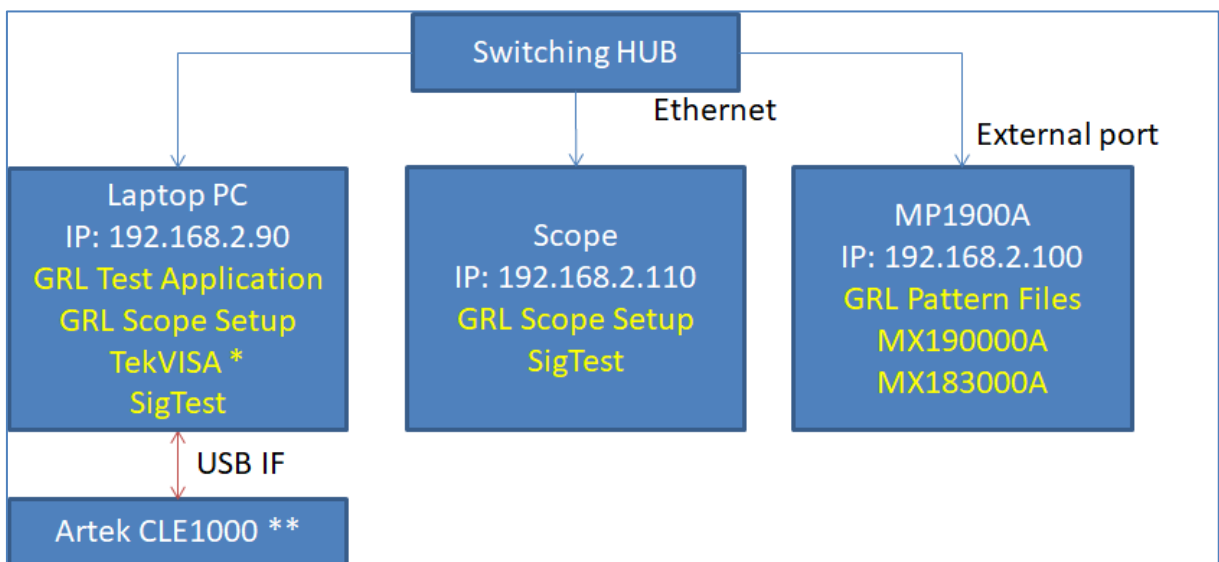 Switching HUB
Ethernet
External port
Laptop PC
IP: 192.168.2.90
GRL Test Application
GRL Scope Setup
TekVISA *
SigTest
Scope
IP: 192.168.2.110
GRL Scope Setup
SigTest
MP1900A
IP: 192.168.2.100
GRL Pattern Files
MX190000A
MX183000A
USB IF
Artek CLE1000 **